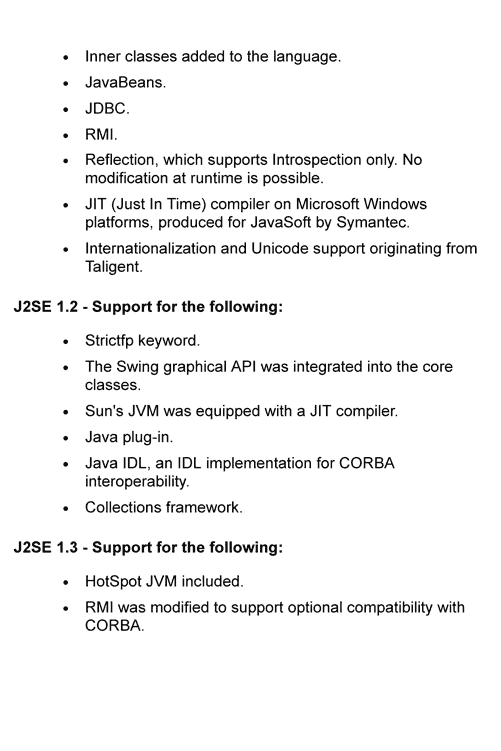 • Inner classes added to the language.
• JavaBeans.
• JDBC.
• RMI.
• Reflection, which supports Introspection only. No
modification at runtime is possible.
• JIT (Just In Time) compiler on Microsoft Windows
platforms, produced for JavaSoft by Symantec.
• Internationalization and Unicode support originating from
Taligent.
J2SE 1.2 - Support for the following:
• Strictfp keyword.
• The Swing graphical API was integrated into the core
classes.
• Sun's JVM was equipped with a JIT compiler.
• Java plug-in.
• Java IDL, an IDL implementation for CORBA
interoperability.
• Collections framework.
J2SE 1.3 - Support for the following:
• HotSpot JVM included.
• RMI was modified to support optional compatibility with
CORBA.